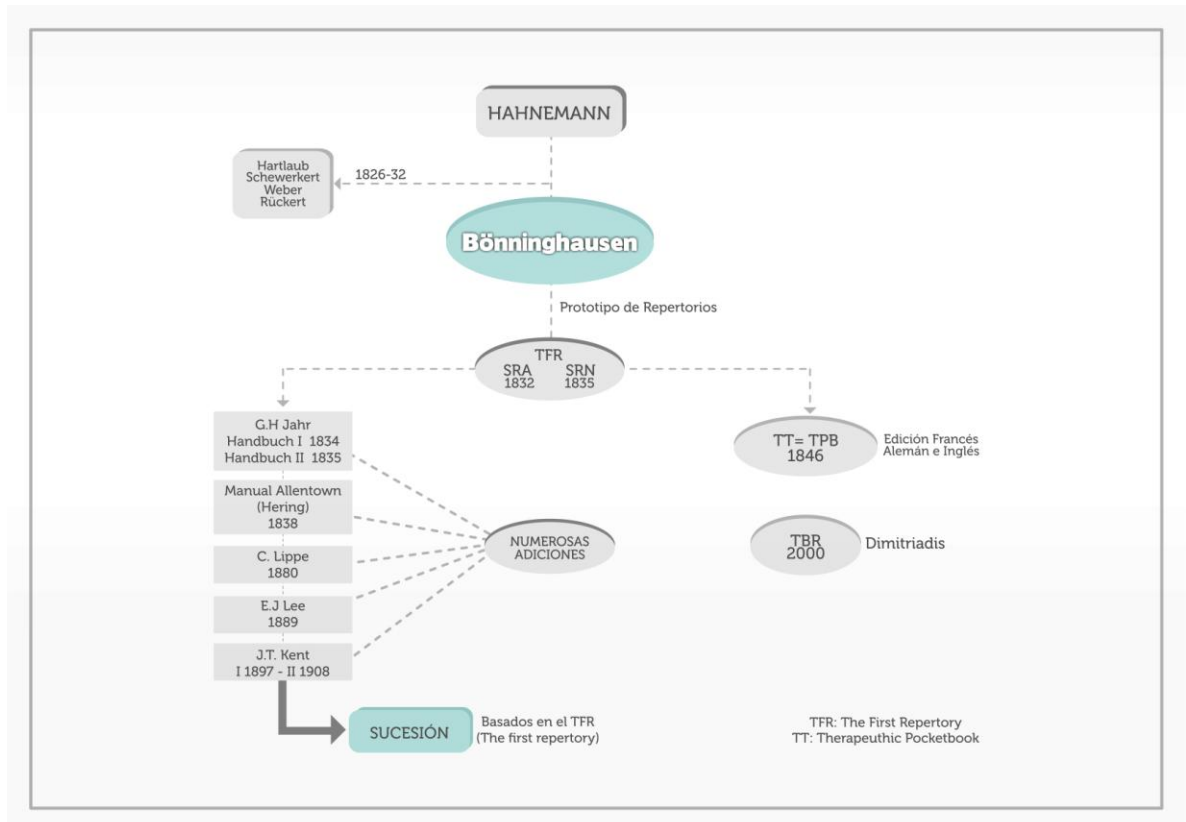 HAHNEMANN
Hartlaub
Schewerkert
Weber
Rückert
1826-32
Bönninghausen
Prototipo de Repertorios
TFR
SRA SRN
1832 1835
G.H Jahr
Handbuch I 1834
Handbuch II 1835
Manual Allentown
(Hering)
1838
C. Lippe
1880
E.J Lee
1889
J.T. Kent
I 1897 - II 1908
NUMEROSAS
ADICIONES
TT= TPB
1846
Edición Francés
Alemán e Inglés
TBR
2000
Dimitriadis
SUCESIÓN
Basados en el TFR
(The first repertory)
TFR: The First Repertory
TT: Therapeuthic Pocketbook